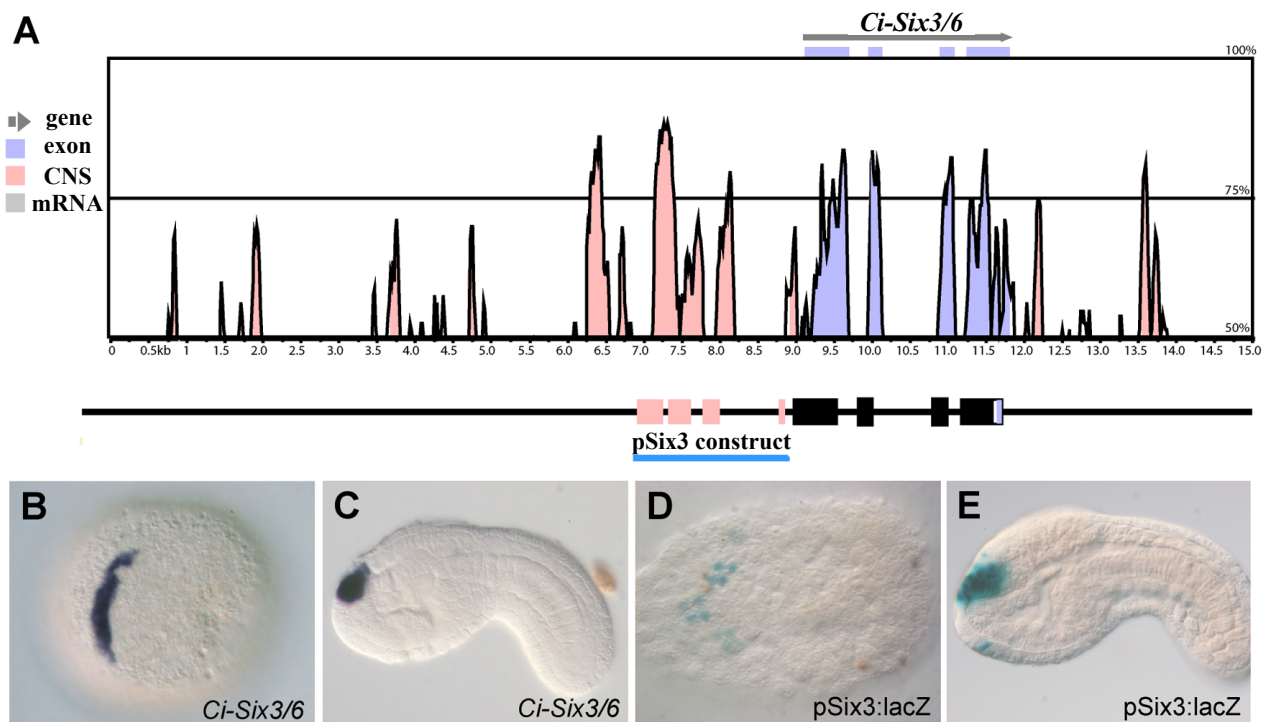 A
Ci-Six3/6
100%
gene
exon
CNS
mRNA
75%
50%
0 0.5kb 1 1.5 2.0 2.5 3.0 3.5 4.0 4.5 5.0 5.5 6.0 6.5 7.0 7.5 8.0 8.5 9.0 9.5 10.0 10.5 11.0 11.5 12.0 12.5 13.0 13.5 14.0 14.5 15.0
pSix3 construct
B
C
D
E
Ci-Six3/6
Ci-Six3/6
pSix3:lacZ
pSix3:lacZ